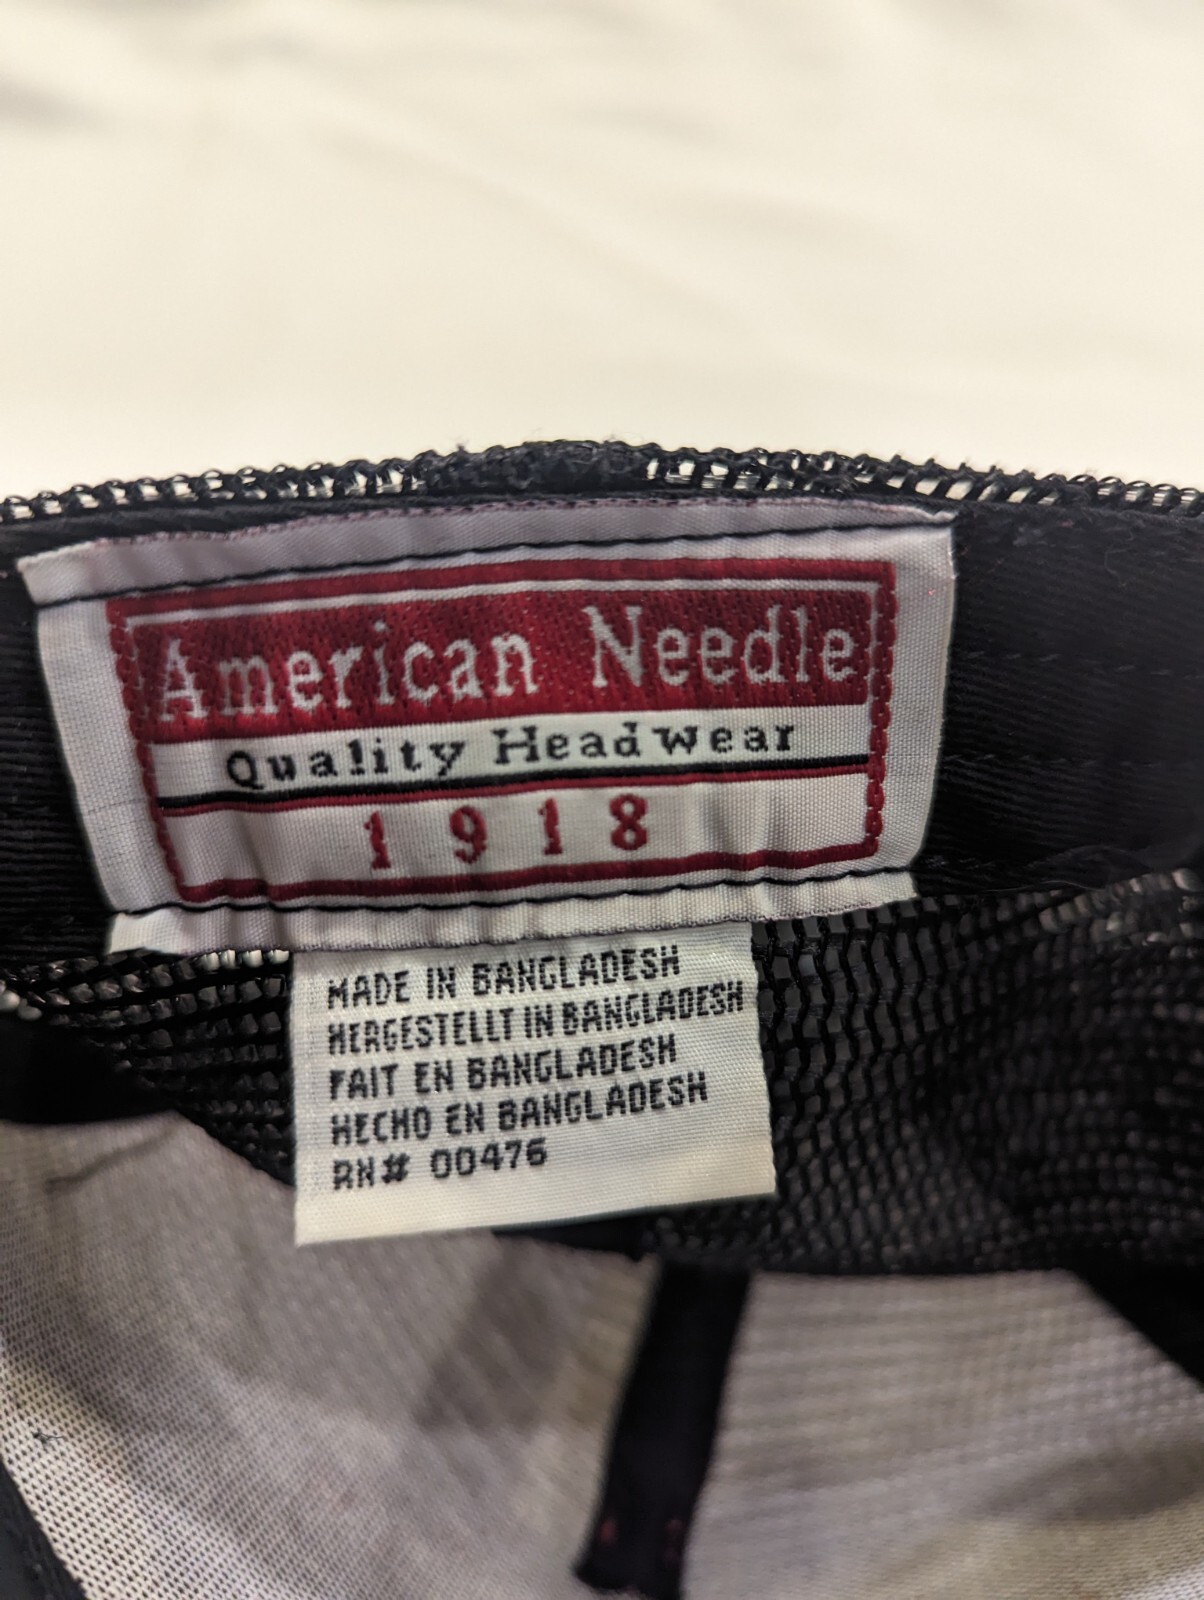 American Needle
Quality Headwear
1918
MADE IN BANGLADESH
HERGESTELLT IN BANGLADESH
FAIT EN BANGLADESH
HECHO EN BANGLADESH
RN# 00476